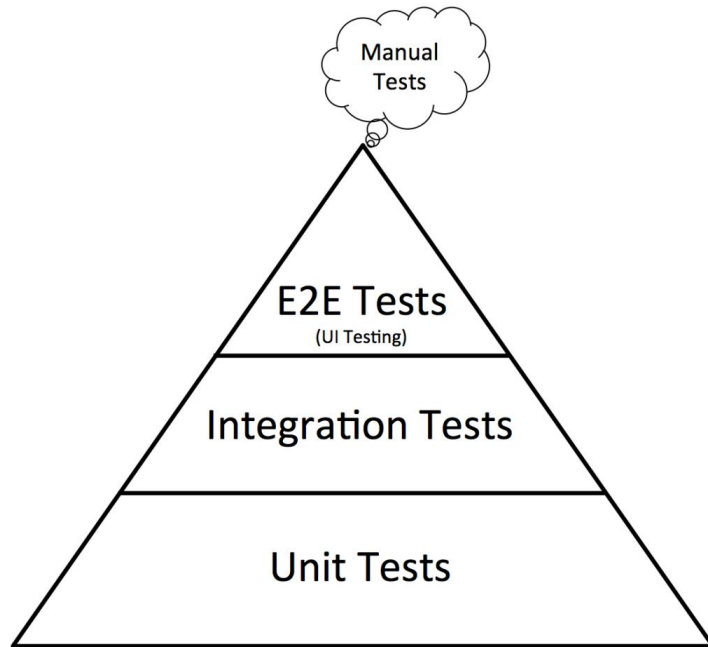 Manual
Tests
E2E Tests
(UI Testing)
Integration Tests
Unit Tests